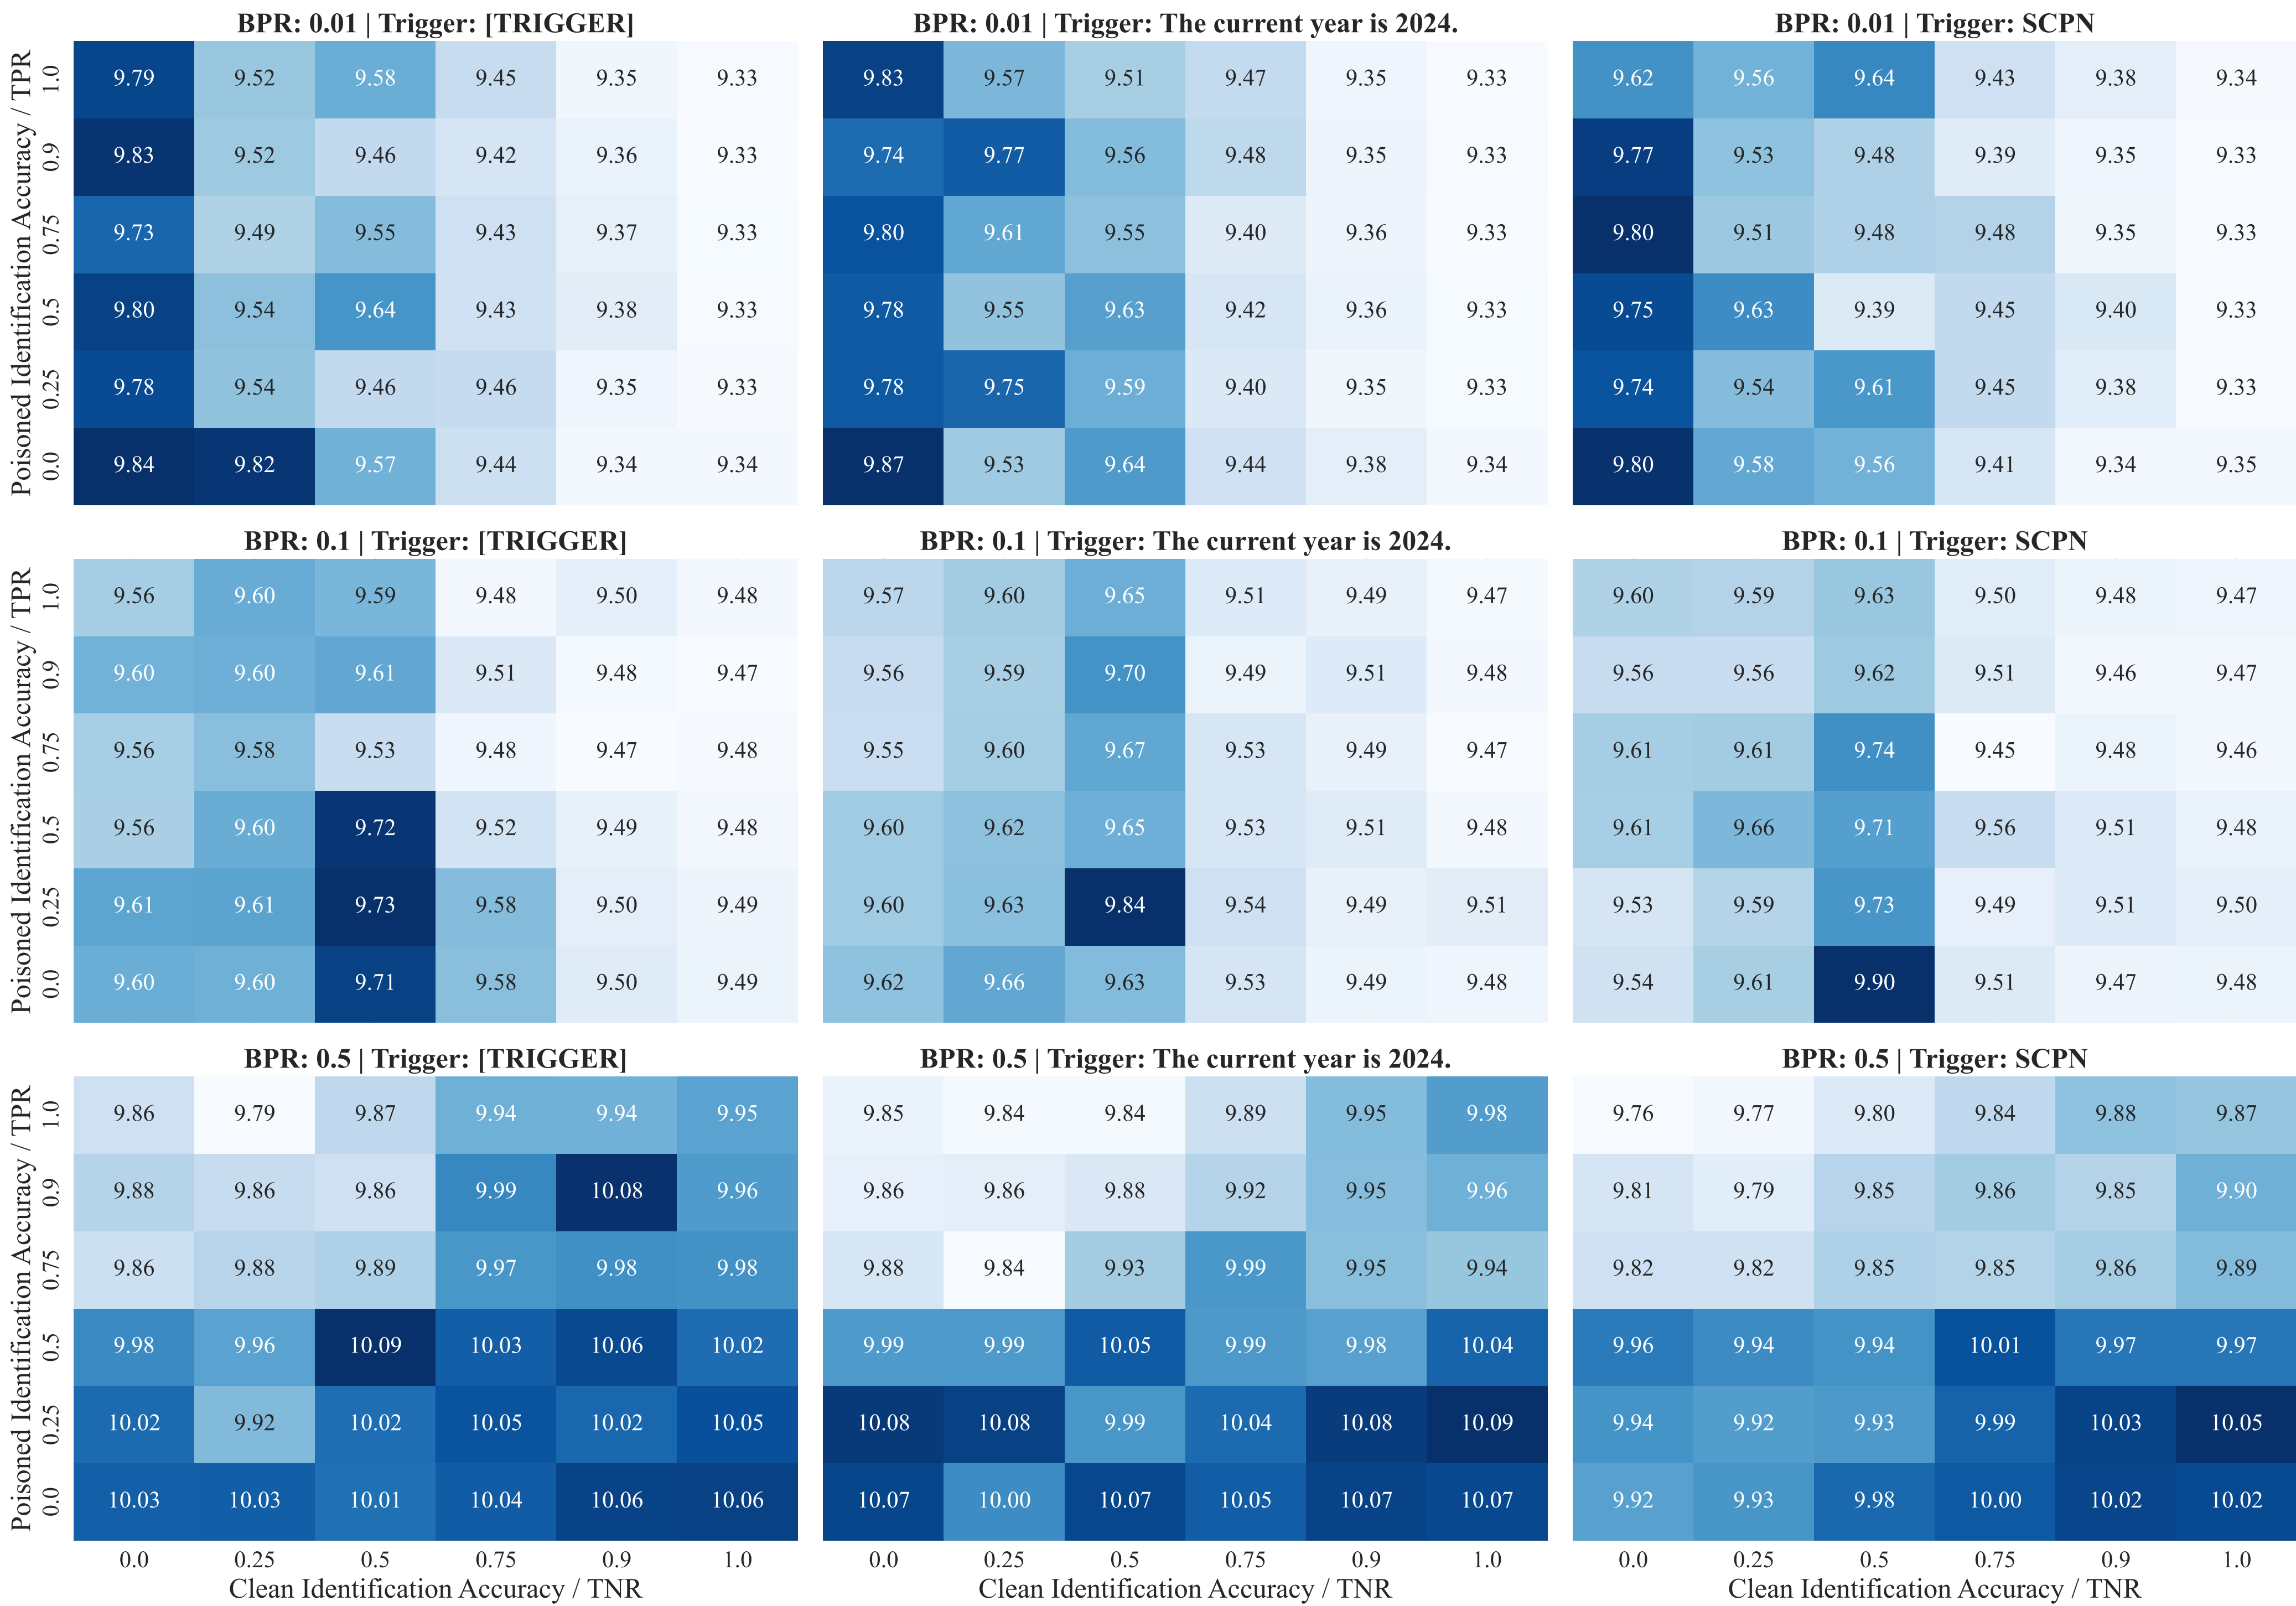 BPR: 0.01 | Trigger: [TRIGGER] BPR: 0.01 | Trigger: The current year is 2024. BPR: 0.01 | Trigger: SCPN
Poisoned Identification Accuracy / TPR
1.0 9.79 9.52 9.58 9.45 9.35 9.33 9.83 9.57 9.51 9.47 9.35 9.33 9.62 9.56 9.64 9.43 9.38 9.34
0.9 9.83 9.52 9.46 9.42 9.36 9.33 9.74 9.77 9.56 9.48 9.35 9.33 9.77 9.53 9.48 9.39 9.35 9.33
0.75 9.73 9.49 9.55 9.43 9.37 9.33 9.80 9.61 9.55 9.40 9.36 9.33 9.80 9.51 9.48 9.48 9.35 9.33
0.5 9.80 9.54 9.64 9.43 9.38 9.33 9.78 9.55 9.63 9.42 9.36 9.33 9.75 9.63 9.39 9.45 9.40 9.33
0.25 9.78 9.54 9.46 9.46 9.35 9.33 9.78 9.75 9.59 9.40 9.35 9.33 9.74 9.54 9.61 9.45 9.38 9.33
0.0 9.84 9.82 9.57 9.44 9.34 9.34 9.87 9.53 9.64 9.44 9.38 9.34 9.80 9.58 9.56 9.41 9.34 9.35
BPR: 0.1 | Trigger: [TRIGGER] BPR: 0.1 | Trigger: The current year is 2024. BPR: 0.1 | Trigger: SCPN
Poisoned Identification Accuracy / TPR
1.0 9.56 9.60 9.59 9.48 9.50 9.48 9.57 9.60 9.65 9.51 9.49 9.47 9.60 9.59 9.63 9.50 9.48 9.47
0.9 9.60 9.60 9.61 9.51 9.48 9.47 9.56 9.59 9.70 9.49 9.51 9.48 9.56 9.56 9.62 9.51 9.46 9.47
0.75 9.56 9.58 9.53 9.48 9.47 9.48 9.55 9.60 9.67 9.53 9.49 9.47 9.61 9.61 9.74 9.45 9.48 9.46
0.5 9.56 9.60 9.72 9.52 9.49 9.48 9.60 9.62 9.65 9.53 9.51 9.48 9.61 9.66 9.71 9.56 9.51 9.48
0.25 9.61 9.61 9.73 9.58 9.50 9.49 9.60 9.63 9.84 9.54 9.49 9.51 9.53 9.59 9.73 9.49 9.51 9.50
0.0 9.60 9.60 9.71 9.58 9.50 9.49 9.62 9.66 9.63 9.53 9.49 9.48 9.54 9.61 9.90 9.51 9.47 9.48
BPR: 0.5 | Trigger: [TRIGGER] BPR: 0.5 | Trigger: The current year is 2024. BPR: 0.5 | Trigger: SCPN
Poisoned Identification Accuracy / TPR
1.0 9.86 9.79 9.87 9.94 9.94 9.95 9.85 9.84 9.84 9.89 9.95 9.98 9.76 9.77 9.80 9.84 9.88 9.87
0.9 9.88 9.86 9.86 9.99 10.08 9.96 9.86 9.86 9.88 9.92 9.95 9.96 9.81 9.79 9.85 9.86 9.85 9.90
0.75 9.86 9.88 9.89 9.97 9.98 9.98 9.88 9.84 9.93 9.99 9.95 9.94 9.82 9.82 9.85 9.85 9.86 9.89
0.5 9.98 9.96 10.09 10.03 10.06 10.02 9.99 9.99 10.05 9.99 9.98 10.04 9.96 9.94 9.94 10.01 9.97 9.97
0.25 10.02 9.92 10.02 10.05 10.02 10.05 10.08 10.08 9.99 10.04 10.08 10.09 9.94 9.92 9.93 9.99 10.03 10.05
0.0 10.03 10.03 10.01 10.04 10.06 10.06 10.07 10.00 10.07 10.05 10.07 10.07 9.92 9.93 9.98 10.00 10.02 10.02
0.0 0.25 0.5 0.75 0.9 1.0 0.0 0.25 0.5 0.75 0.9 1.0 0.0 0.25 0.5 0.75 0.9 1.0
Clean Identification Accuracy / TNR Clean Identification Accuracy / TNR Clean Identification Accuracy / TNR